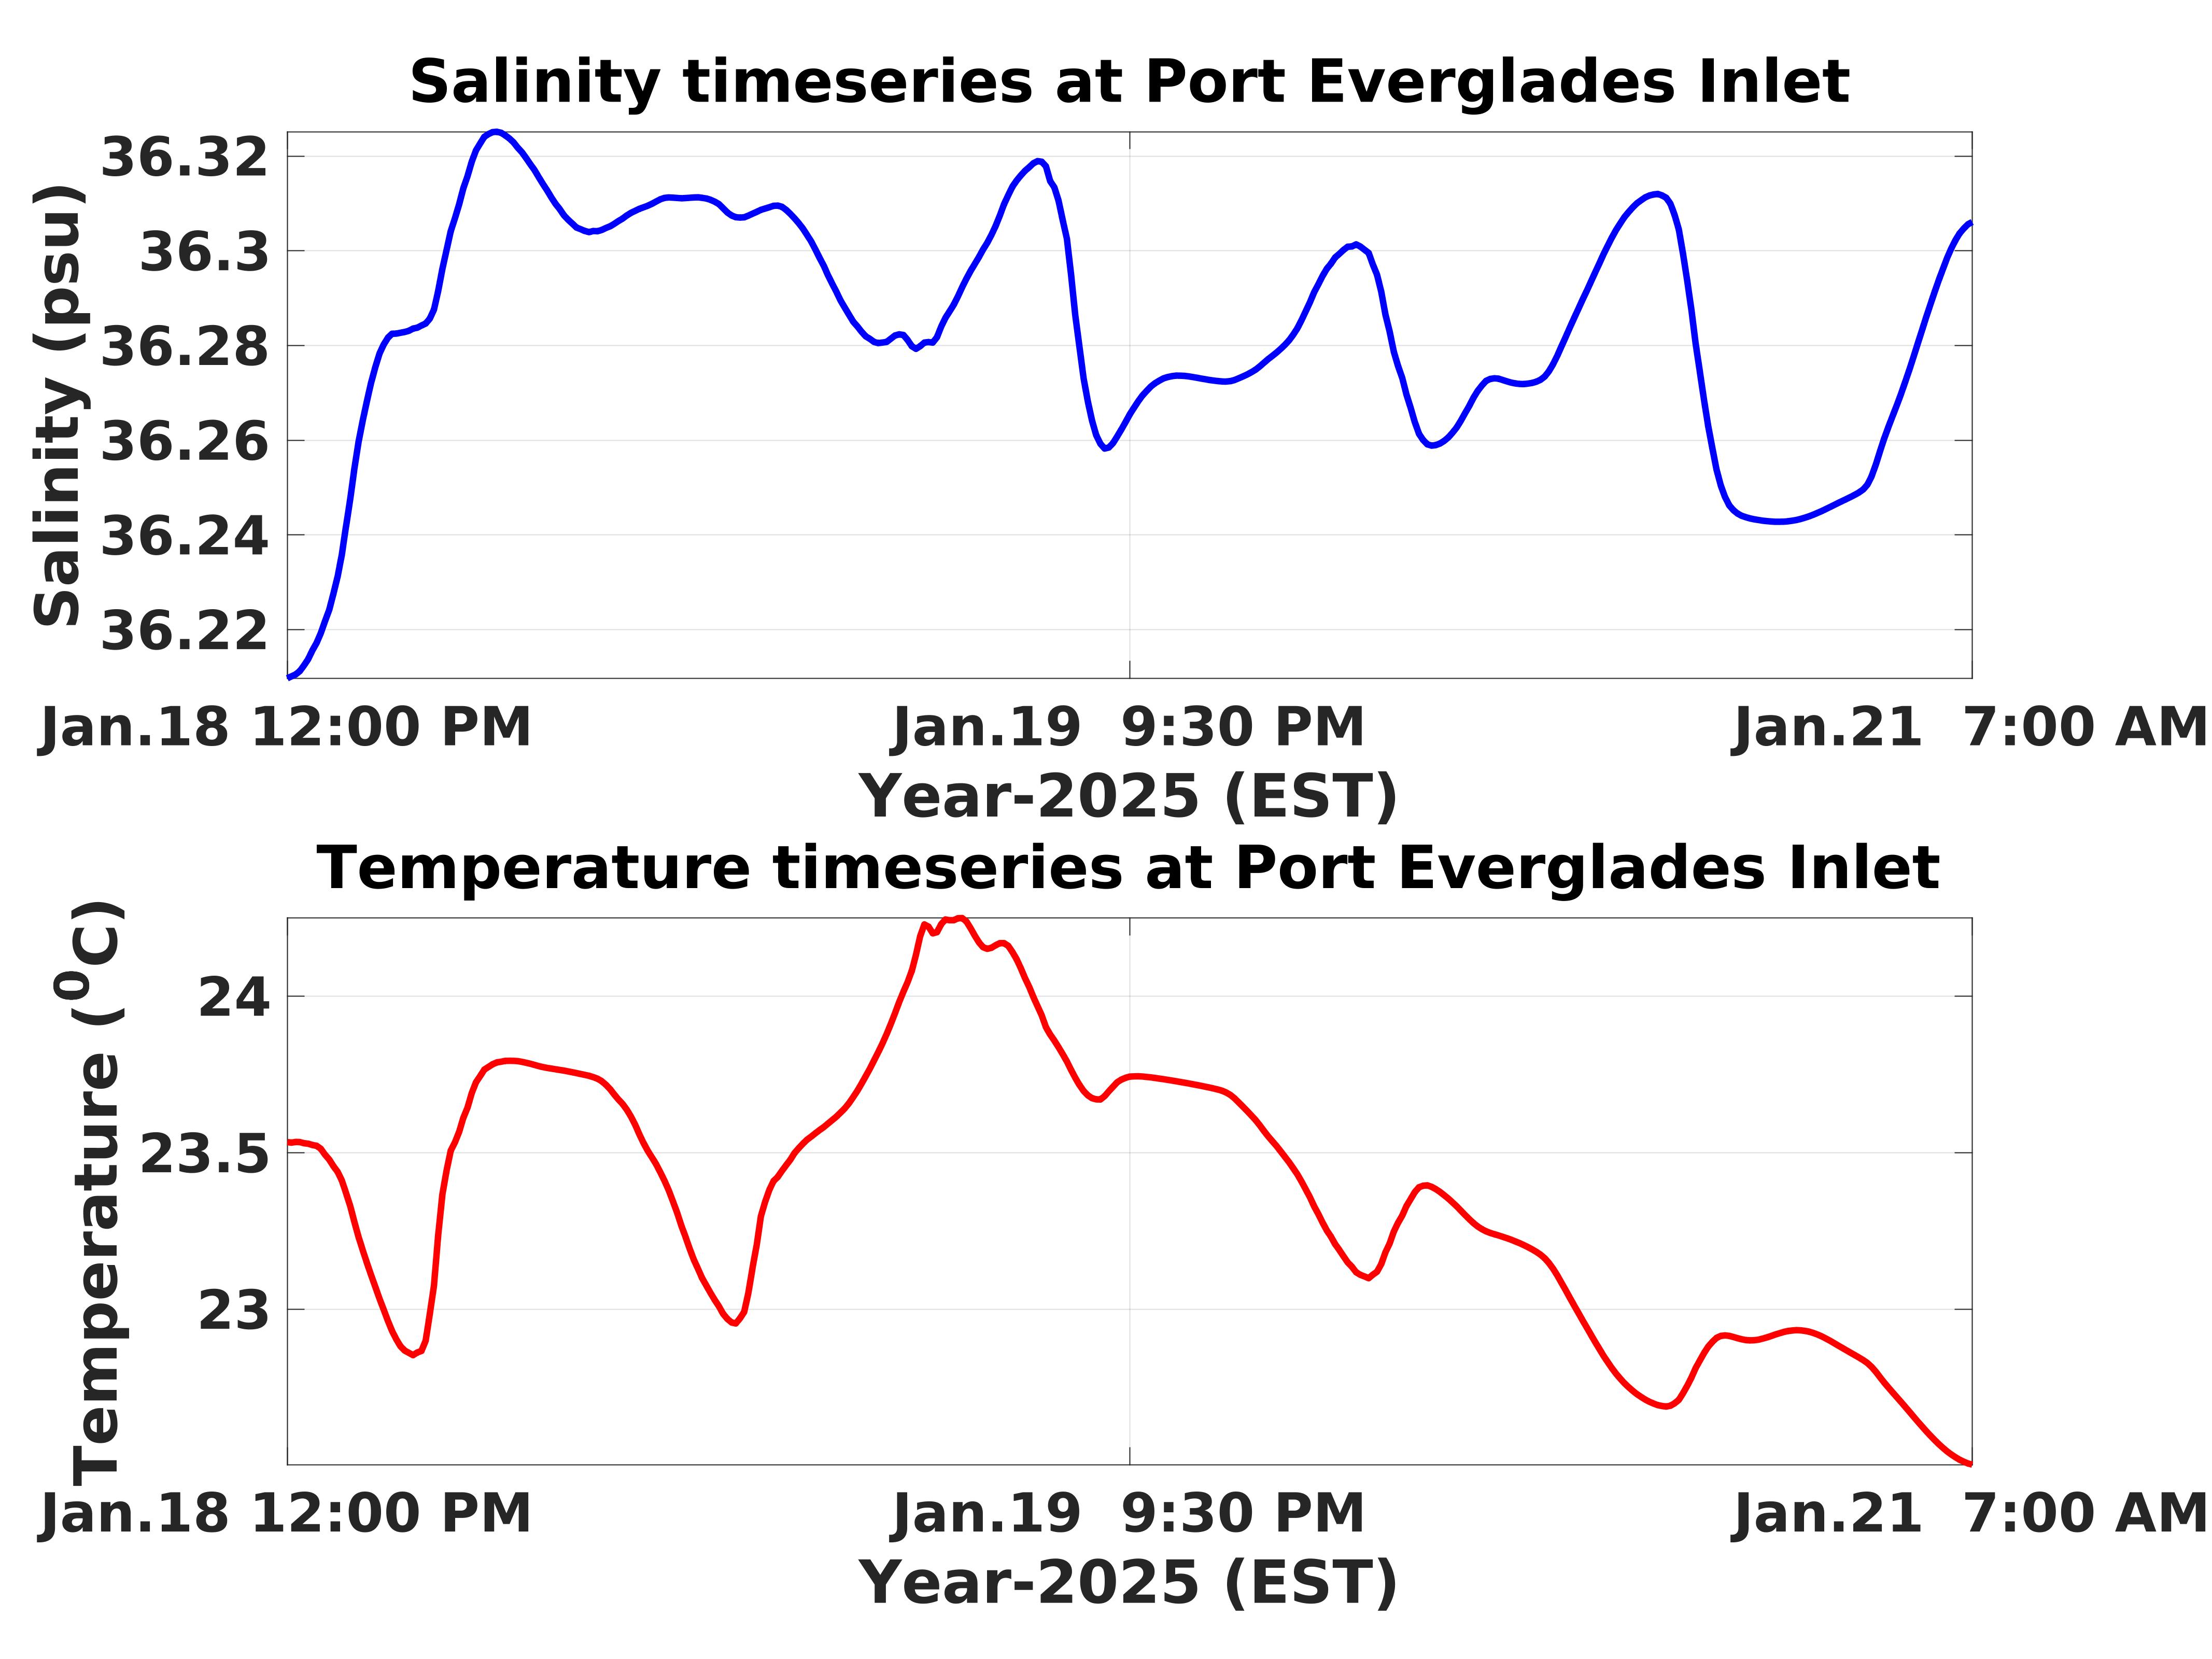 Salinity timeseries at Port Everglades Inlet
Salinity (psu)
36.32
36.3
36.28
36.26
36.24
36.22
Jan.18 12:00 PM
Jan.19  9:30 PM
Jan.21  7:00 AM
Year-2025 (EST)
Temperature timeseries at Port Everglades Inlet
Temperature (⁰C)
24
23.5
23
Jan.18 12:00 PM
Jan.19  9:30 PM
Jan.21  7:00 AM
Year-2025 (EST)